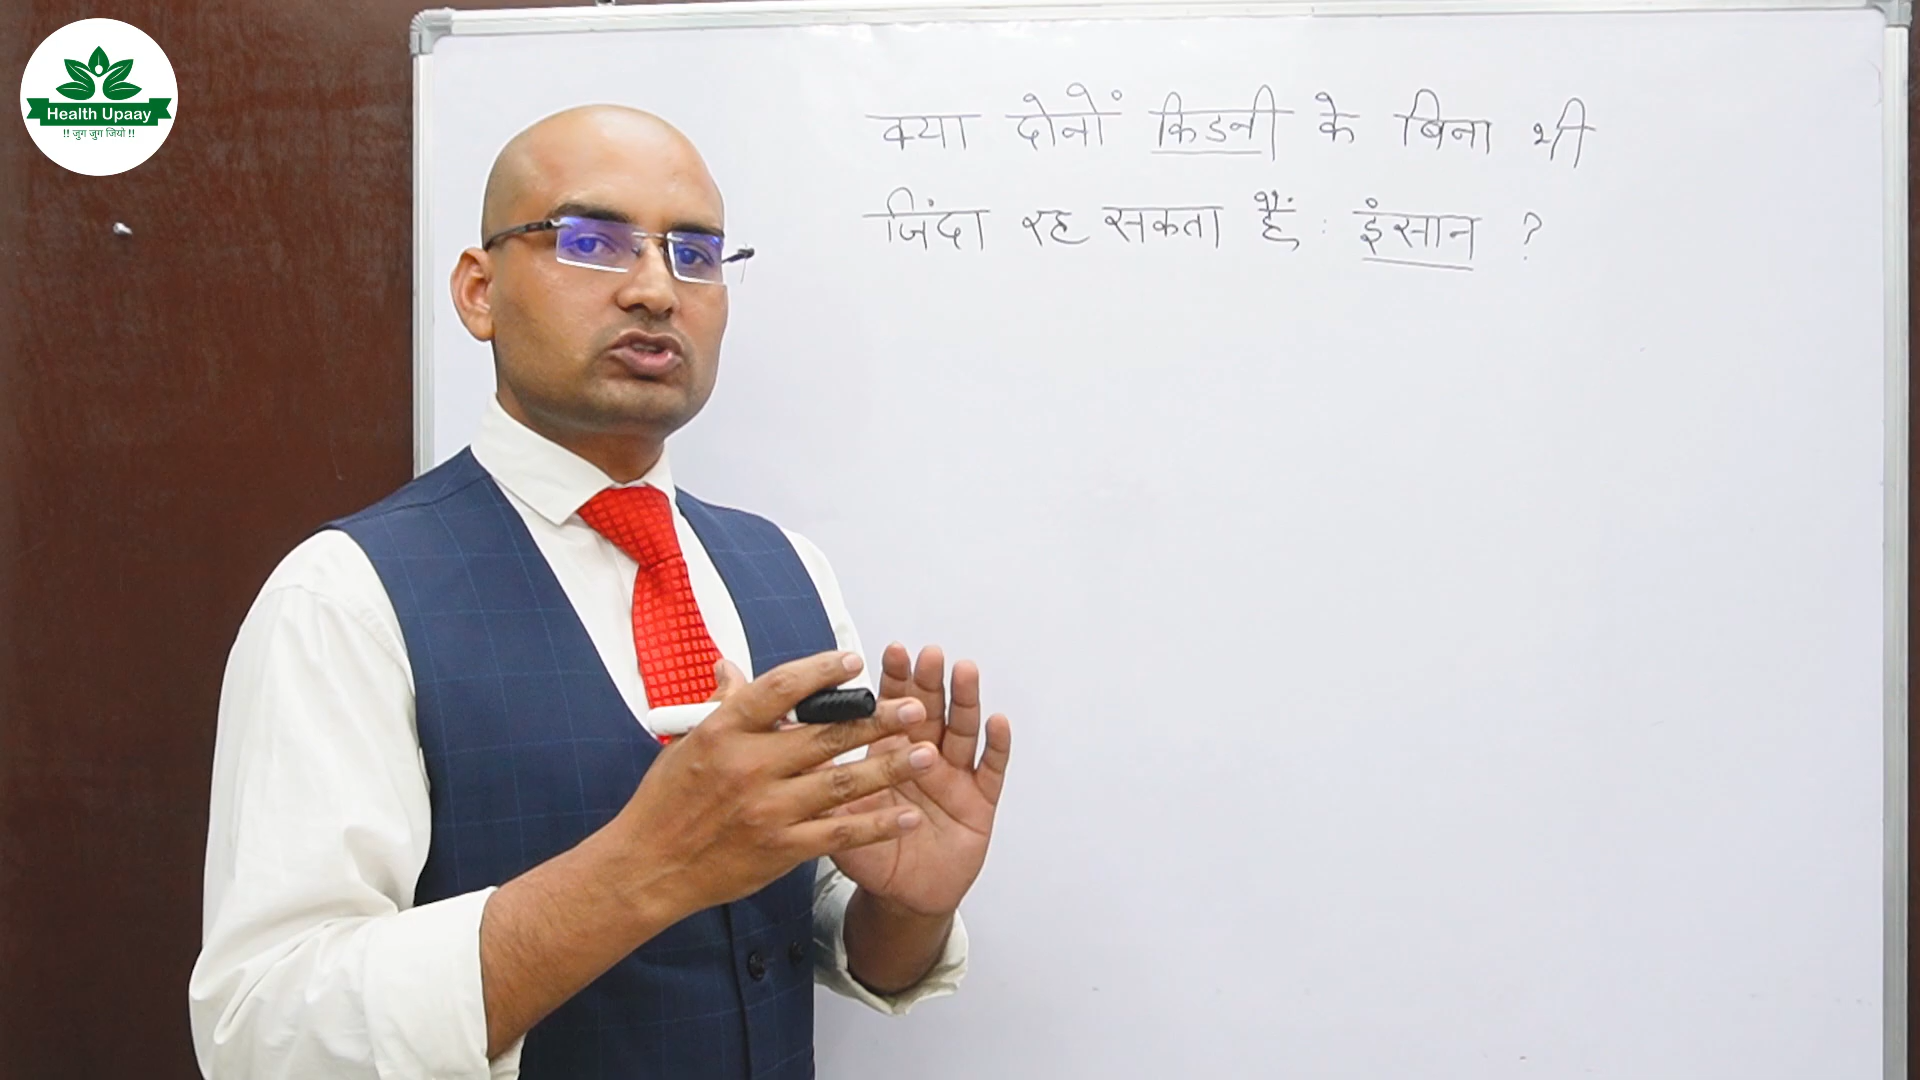 Health Upaay
!! जुग जुग जियो !!
क्या दोनों किडनी के बिना भी
जिंदा रह सकता हैं : इंसान ?